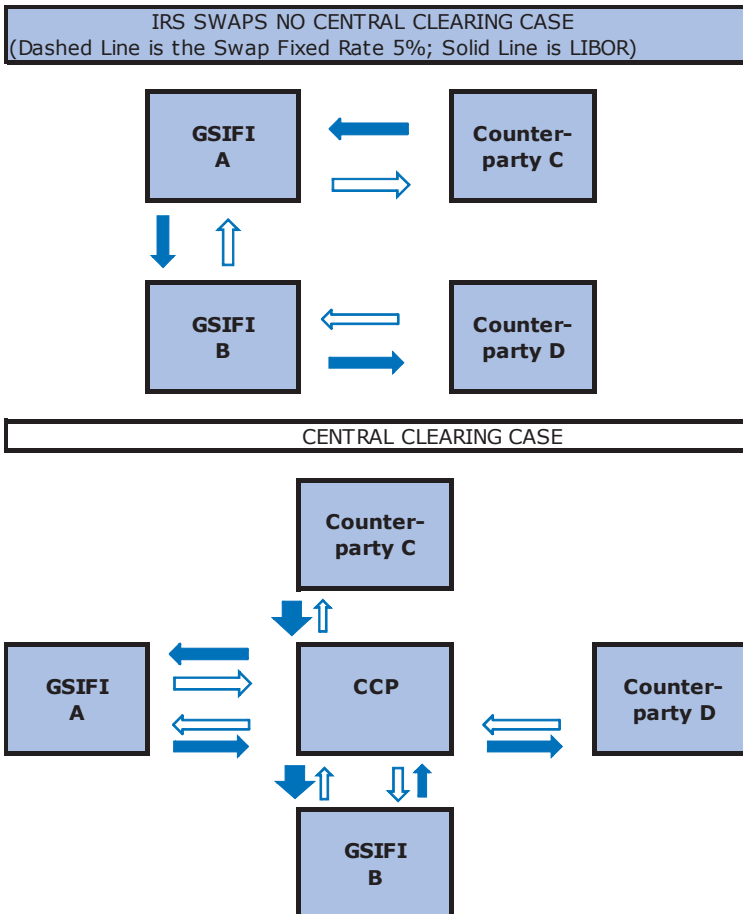 IRS SWAPS NO CENTRAL CLEARING CASE
(Dashed Line is the Swap Fixed Rate 5%; Solid Line is LIBOR)
GSIFI
A
Counter-
party C
GSIFI
B
Counter-
party D
CENTRAL CLEARING CASE
Counter-
party C
GSIFI
A
CCP
Counter-
party D
GSIFI
B